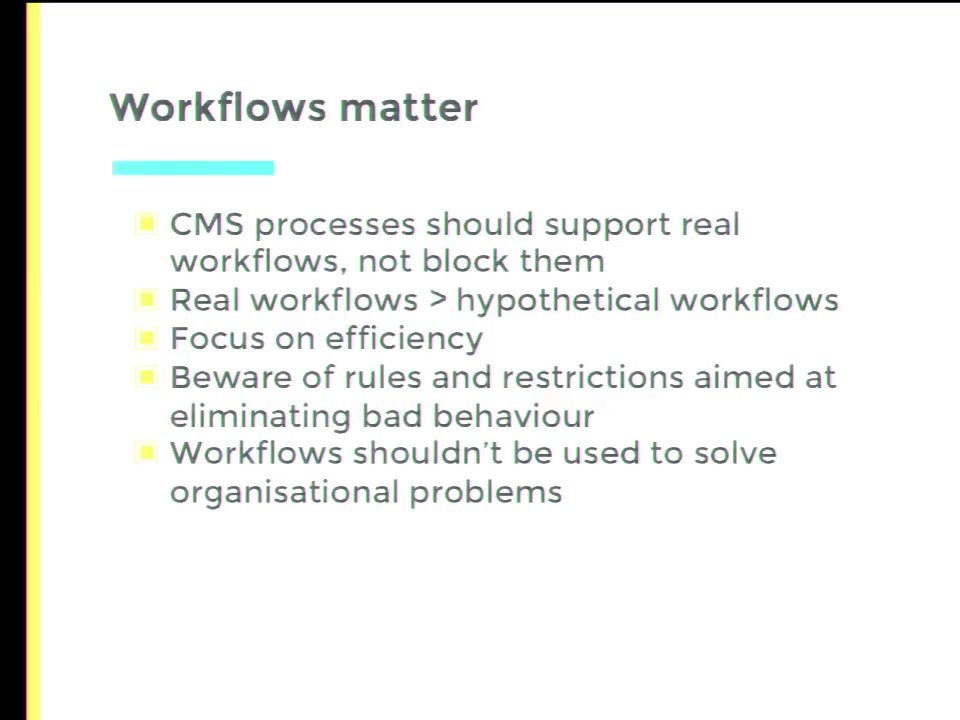 Workflows matter
CMS processes should support real
workflows, not block them
Real workflows > hypothetical workflows
Focus on efficiency
Beware of rules and restrictions aimed at
eliminating bad behaviour
Workflows shouldn’t be used to solve
organisational problems